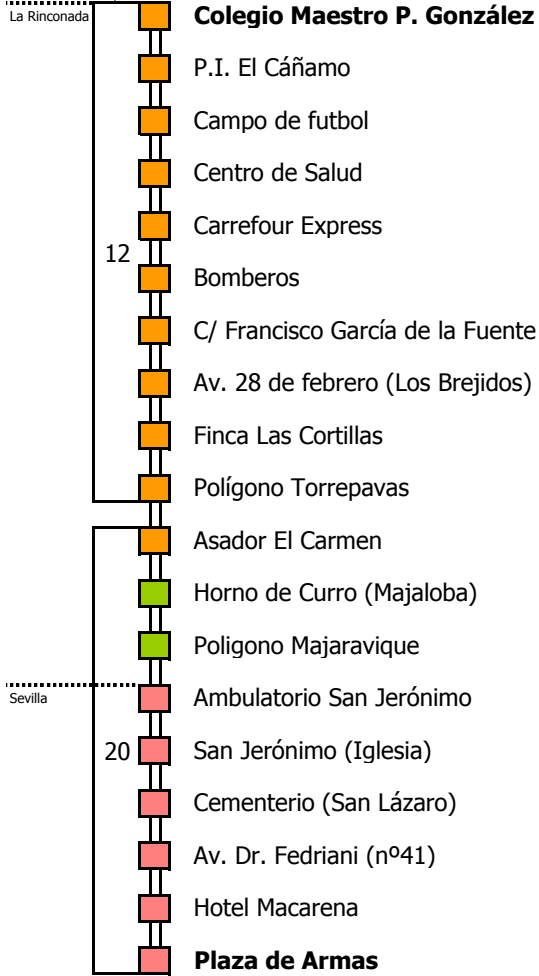 La Rinconada
Colegio Maestro P. González
P.I. El Cáñamo
Campo de futbol
Centro de Salud
Carrefour Express
12
Bomberos
C/ Francisco García de la Fuente
Av. 28 de febrero (Los Brejidos)
Finca Las Cortillas
Polígono Torrepavas
Asador El Carmen
Horno de Curro (Majaloba)
Poligono Majaravique
Sevilla
Ambulatorio San Jerónimo
20
San Jerónimo (Iglesia)
Cementerio (San Lázaro)
Av. Dr. Fedriani (nº41)
Hotel Macarena
Plaza de Armas